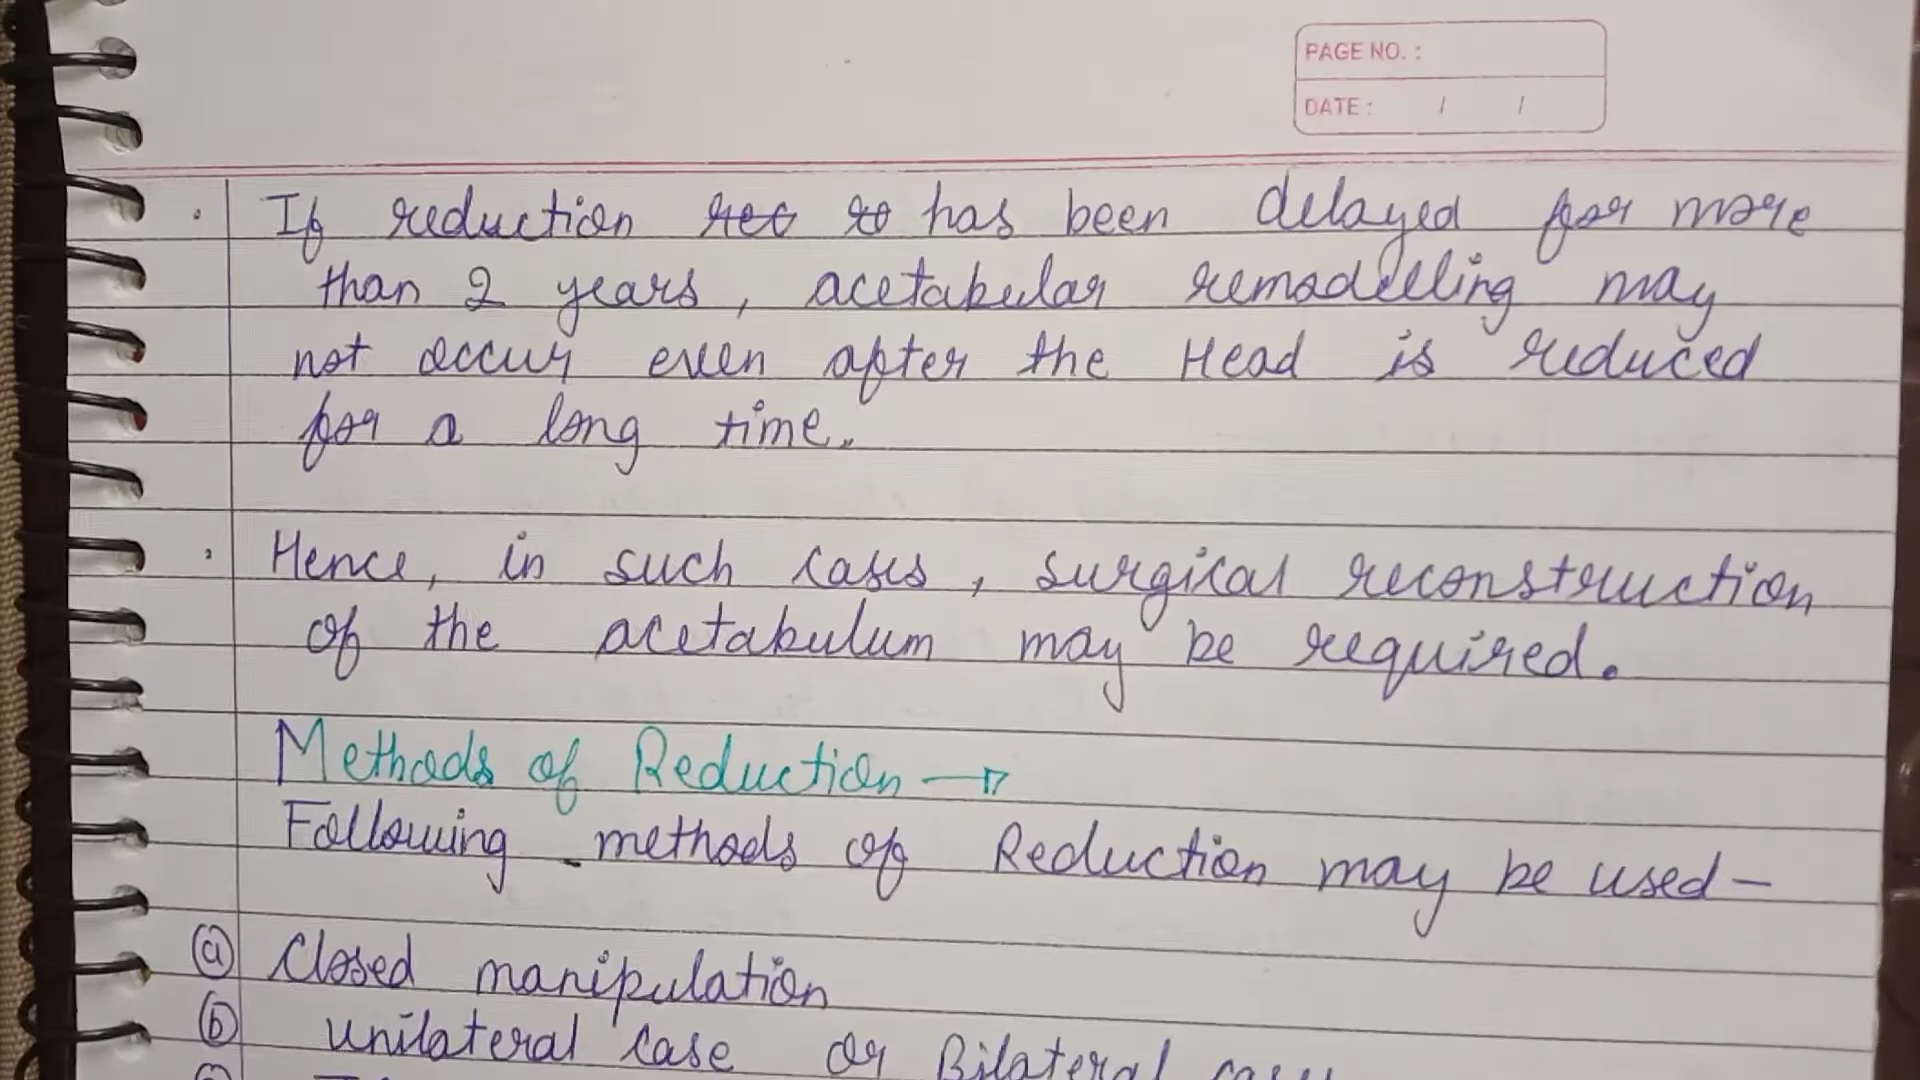 PAGE NO. :
DATE : / /
If reduction has been delayed for more
than 2 years, acetabular remodelling may
not occur even after the Head is reduced
for a long time.
Hence, in such cases, surgical reconstruction
of the acetabulum may be required.
Methods of Reduction →
Following methods of Reduction may be used-
(a) Closed manipulation
(b) unilateral case or Bilateral case